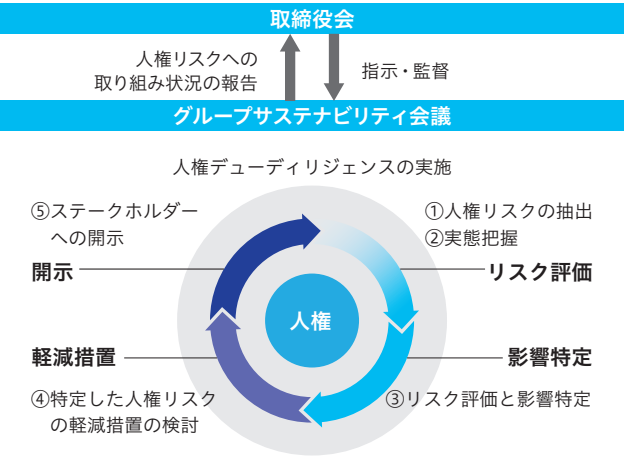 取締役会
人権リスクへの
取り組み状況の報告
指示・監督
グループサステナビリティ会議
人権デューディリジェンスの実施
⑤ステークホルダー
への開示
開示
①人権リスクの抽出
②実態把握
リスク評価
人権
軽減措置
④特定した人権リスク
の軽減措置の検討
影響特定
③リスク評価と影響特定